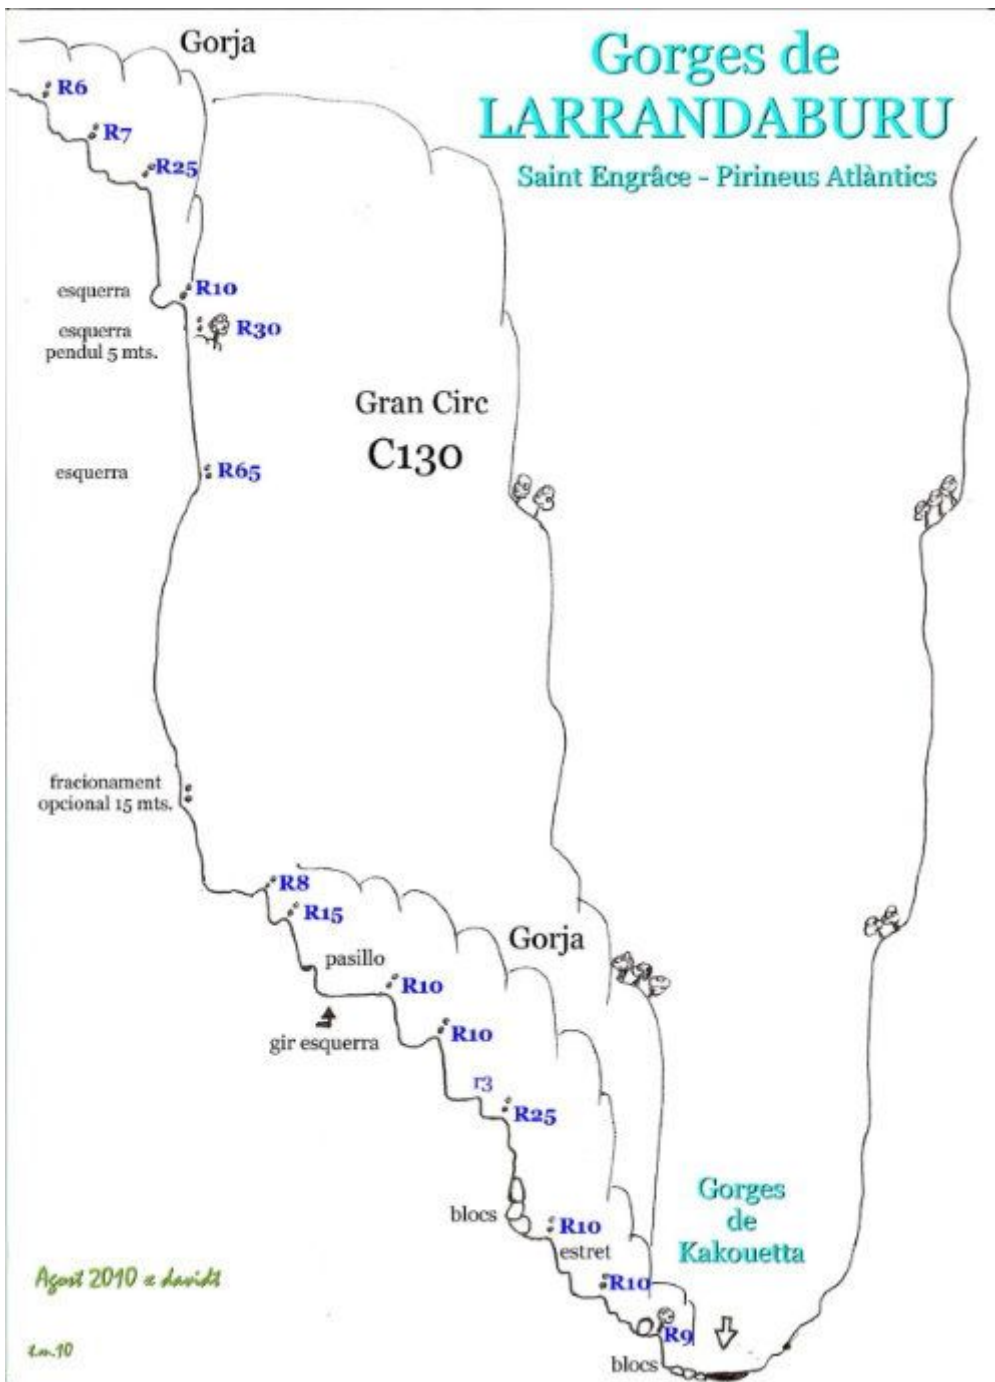 Gorges de
LARRANDABURU
Saint Engrâce - Pirineus Atlàntics
Gorja
R6
R7
R25
esquerra
R10
esquerra
pendul 5 mts.
R30
Gran Circ
C130
esquerra
R65
fracionament
opcional 15 mts.
R8
R15
Gorja
pasillo
R10
gir esquerra
R10
r3
R25
blocs
R10
estret
Gorges
de
Kakouetta
R10
R9
blocs
Agost 2010 @ davidt
t.m.10